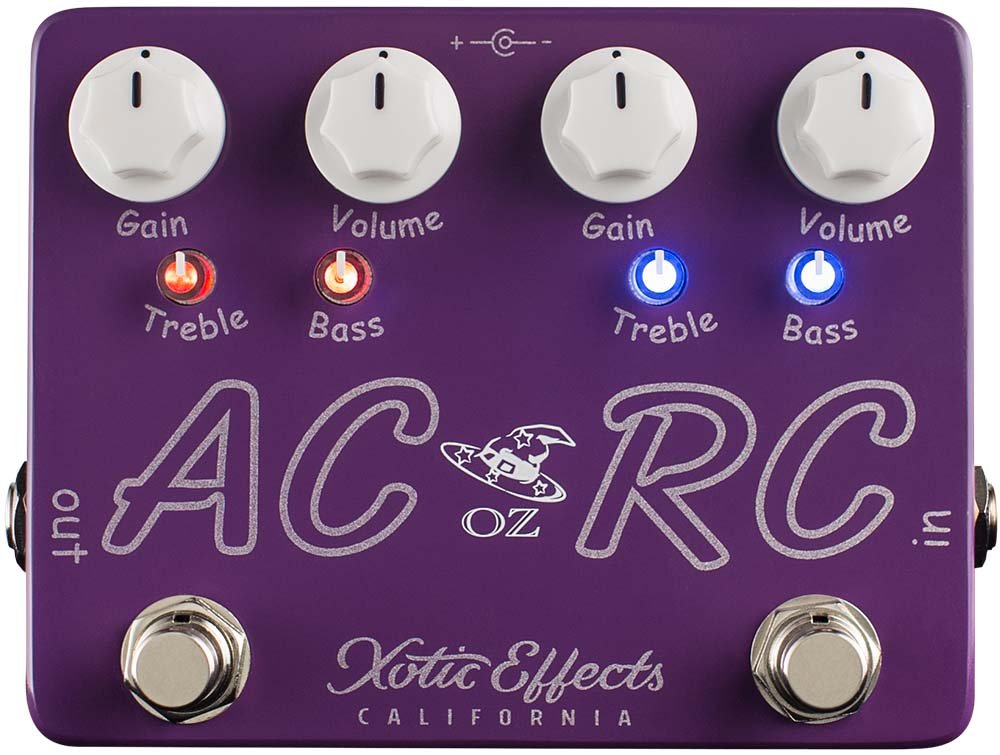 + -
Gain Volume Gain Volume
Treble Bass Treble Bass
AC OZ RC
out in
Xotic Effects
CALIFORNIA